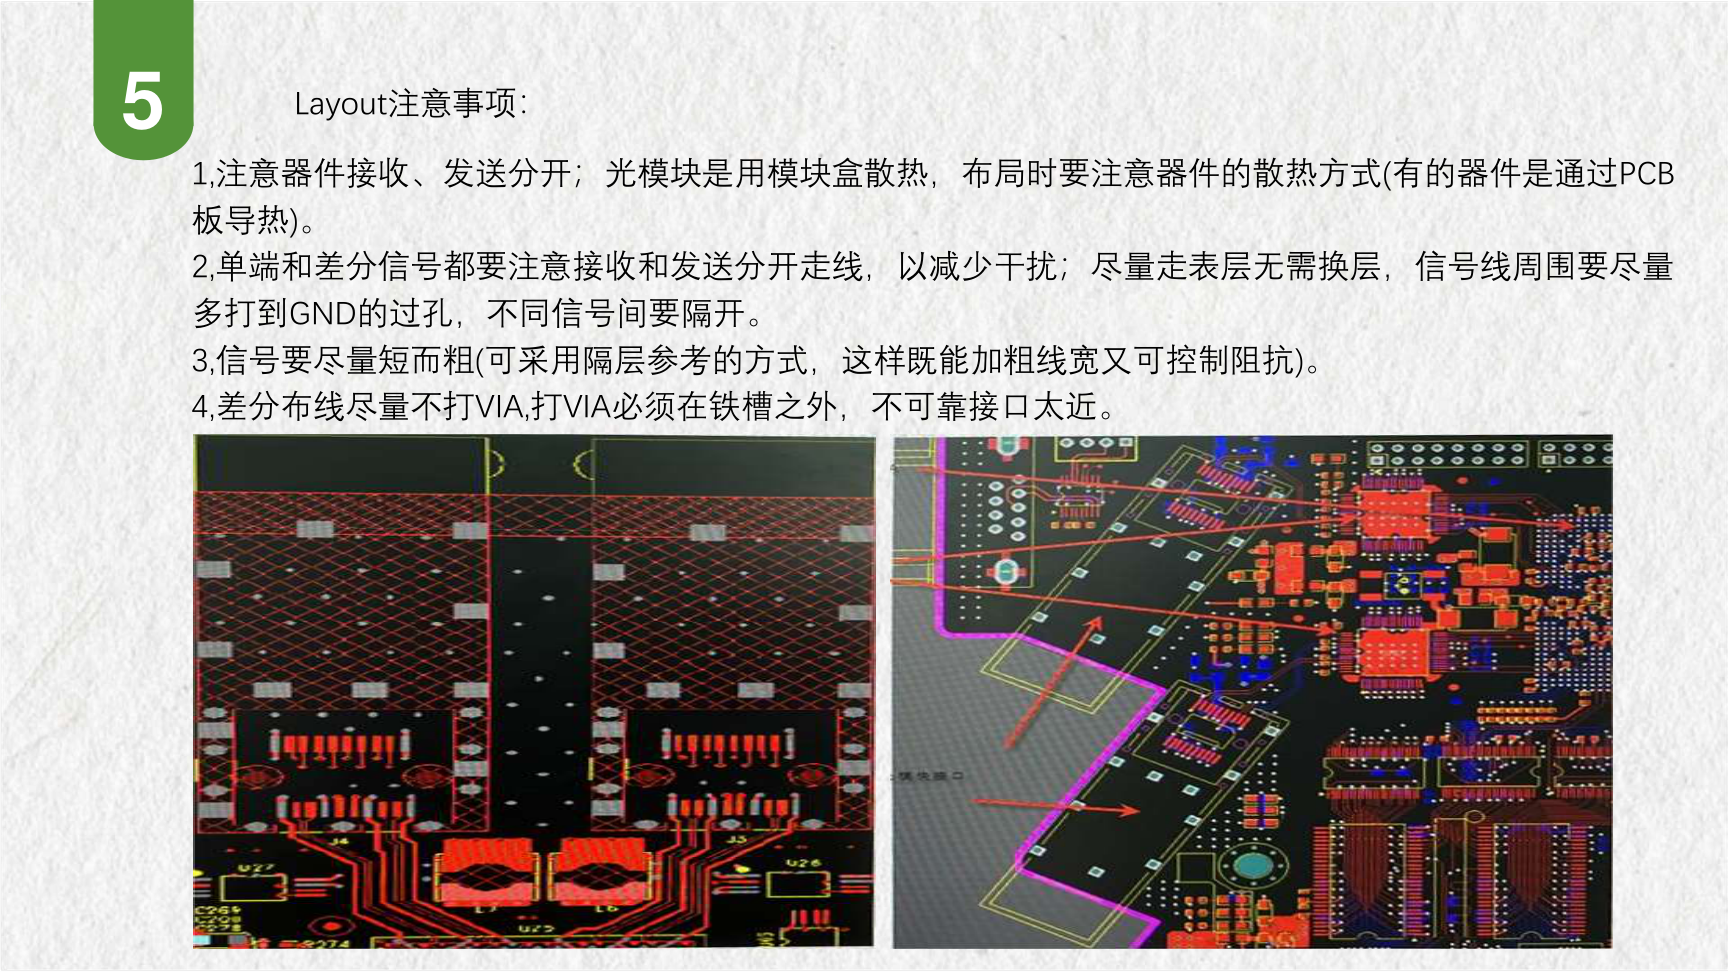 5
Layout注意事项：
1,注意器件接收、发送分开；光模块是用模块盒散热，布局时要注意器件的散热方式(有的器件是通过PCB
板导热)。
2,单端和差分信号都要注意接收和发送分开走线，以减少干扰；尽量走表层无需换层，信号线周围要尽量
多打到GND的过孔，不同信号间要隔开。
3,信号要尽量短而粗(可采用隔层参考的方式，这样既能加粗线宽又可控制阻抗)。
4,差分布线尽量不打VIA,打VIA必须在铁槽之外，不可靠接口太近。
J4
J3
U27
U26
L7
L6
C264
U25
R274